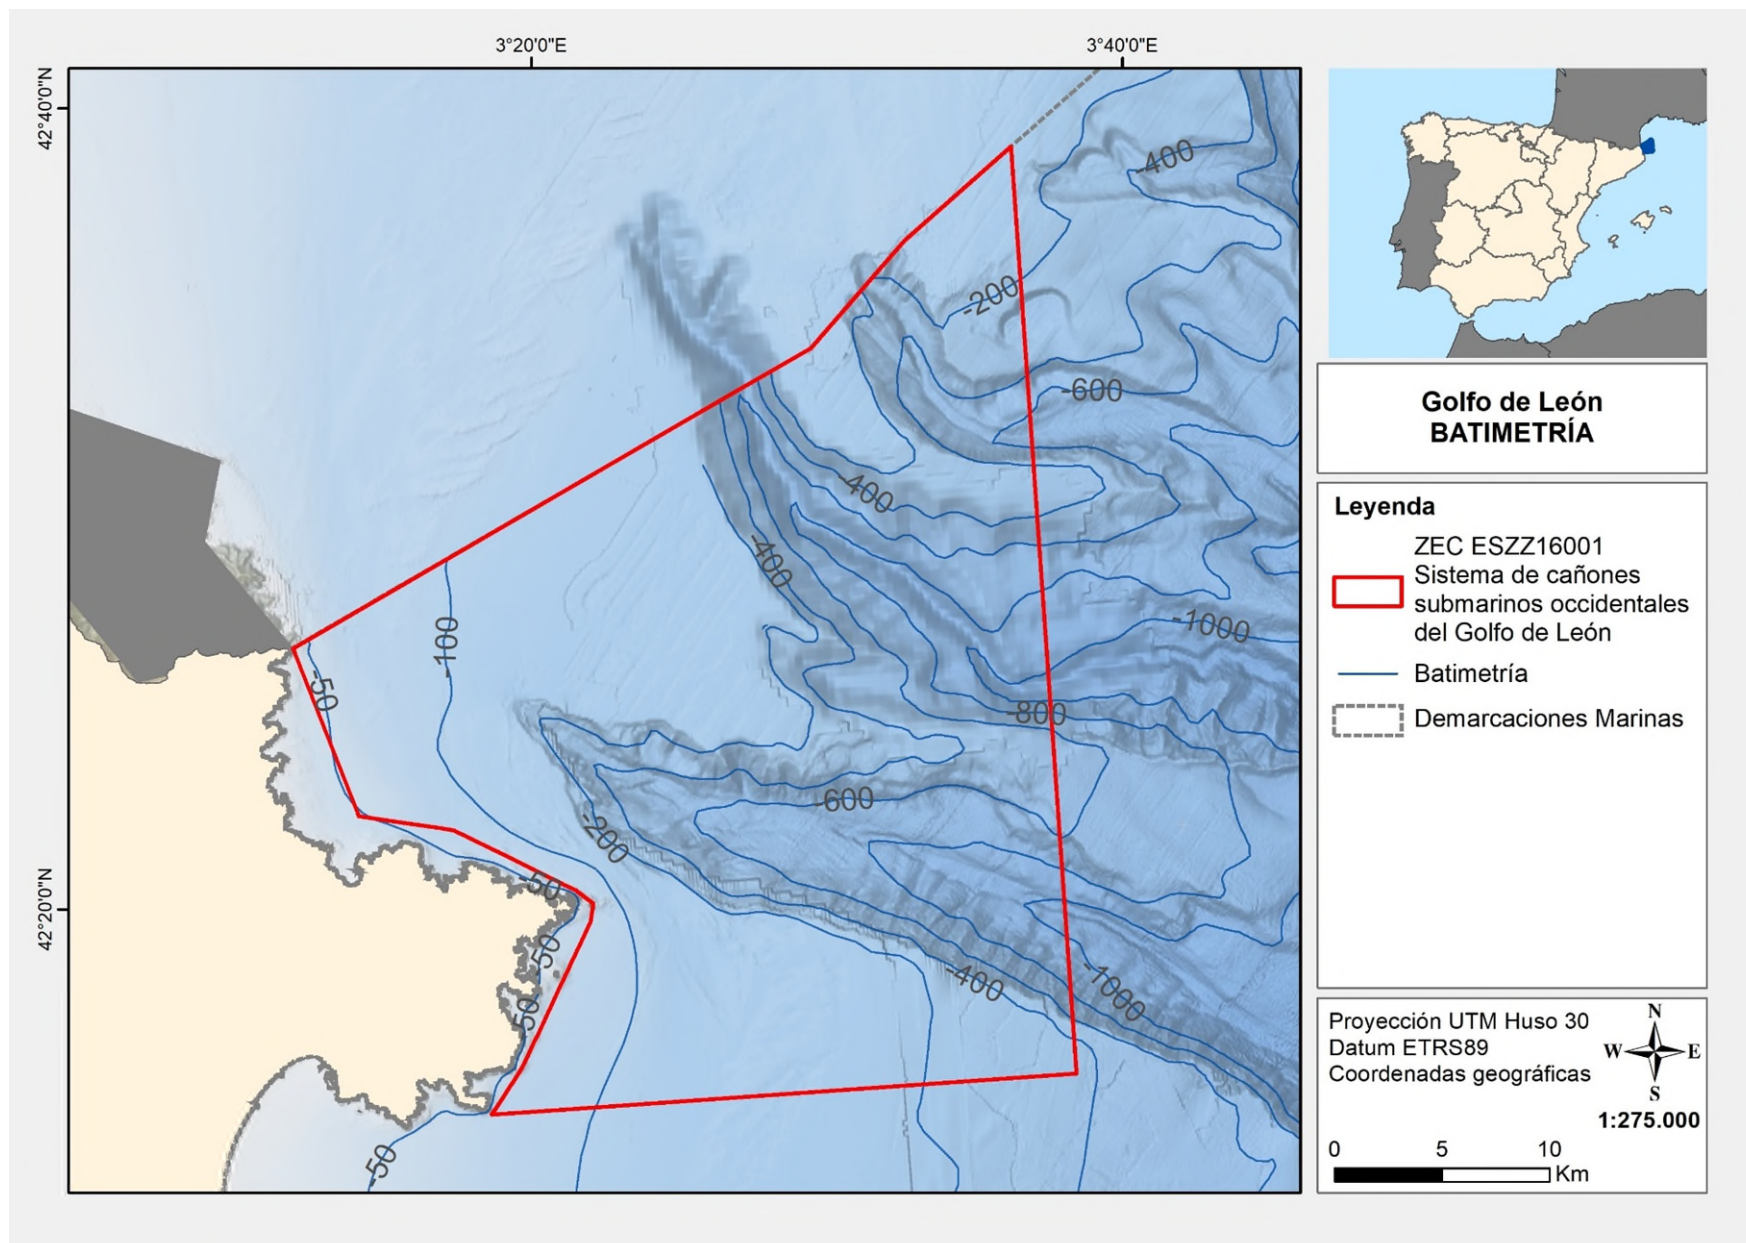 3°20'0"E
3°40'0"E
42°40'0"N
42°20'0"N
-400
-200
-600
-400
-400
-1000
-100
-50
-800
-600
-200
-50
-50
-400
-1000
50
-50
Golfo de León
BATIMETRÍA
Leyenda
ZEC ESZZ16001
Sistema de cañones
submarinos occidentales
del Golfo de León
Batimetría
Demarcaciones Marinas
Proyección UTM Huso 30
Datum ETRS89
Coordenadas geográficas
N
W
E
S
1:275.000
0 5 10
Km